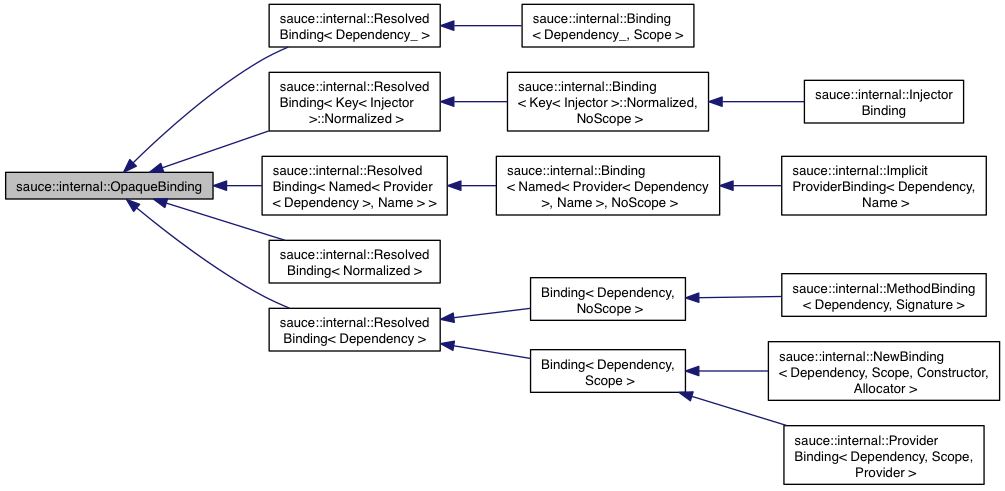 sauce::internal::Resolved
Binding< Dependency_ >
sauce::internal::Binding
< Dependency_, Scope >
sauce::internal::Resolved
Binding< Key< Injector
>::Normalized >
sauce::internal::Binding
< Key< Injector >::Normalized,
NoScope >
sauce::internal::Injector
Binding
sauce::internal::OpaqueBinding
sauce::internal::Resolved
Binding< Named< Provider
< Dependency >, Name > >
sauce::internal::Binding
< Named< Provider< Dependency
>, Name >, NoScope >
sauce::internal::Implicit
ProviderBinding< Dependency,
Name >
sauce::internal::Resolved
Binding< Normalized >
sauce::internal::Resolved
Binding< Dependency >
Binding< Dependency,
NoScope >
sauce::internal::MethodBinding
< Dependency, Signature >
Binding< Dependency,
Scope >
sauce::internal::NewBinding
< Dependency, Scope, Constructor,
Allocator >
sauce::internal::Provider
Binding< Dependency, Scope,
Provider >